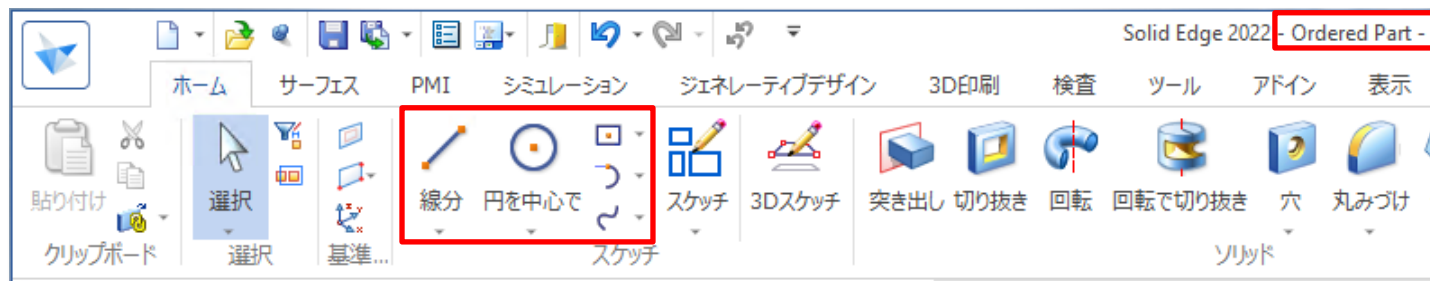 Solid Edge 2022 - Ordered Part -
ホーム サーフェス PMI シミュレーション ジェネレーティブデザイン 3D印刷 検査 ツール アドイン 表示
貼り付け 選択 線分 円を中心で スケッチ 3Dスケッチ 突き出し 切り抜き 回転 回転で切り抜き 穴 丸みづけ
クリップボード 選択 基準... スケッチ ソリッド